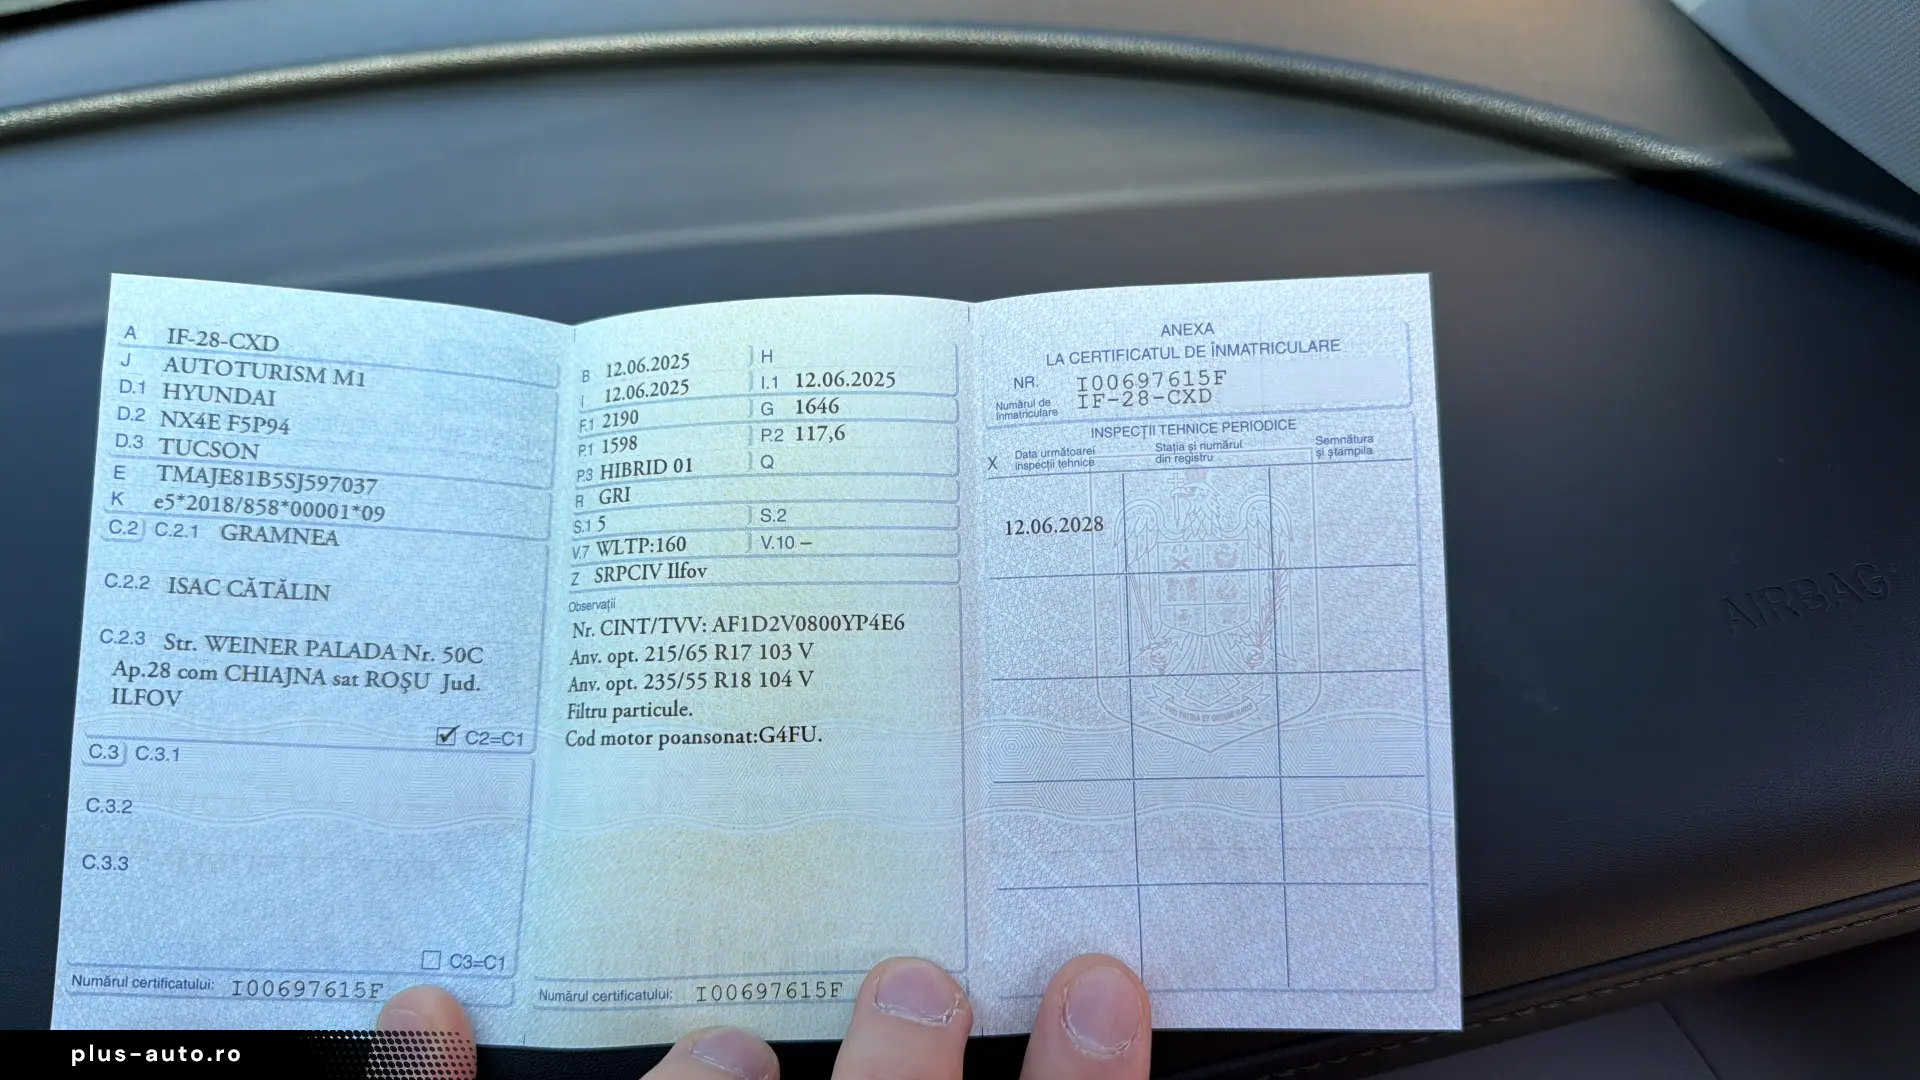 A IF-28-CXD
J AUTOTURISM M1
D.1 HYUNDAI
D.2 NX4E F5P94
D.3 TUCSON
E TMAJE81B5SJ597037
K e5*2018/858*00001*09
C.2 C.2.1 GRAMNEA
C.2.2 ISAC CĂTĂLIN
C.2.3 Str. WEINER PALADA Nr. 50C
Ap.28 com CHIAJNA sat ROȘU Jud.
ILFOV
C2=C1
C.3 C.3.1
C.3.2
C.3.3
C3=C1
Numărul certificatului: I00697615F
B 12.06.2025 H
I 12.06.2025 I.1 12.06.2025
F.1 2190 G 1646
P.1 1598 P.2 117,6
P.3 HIBRID 01 Q
R GRI
S.1 5 S.2
V.7 WLTP:160 V.10 –
Z SRPCIV Ilfov
Observații
Nr. CINT/TVV: AF1D2V0800YP4E6
Anv. opt. 215/65 R17 103 V
Anv. opt. 235/55 R18 104 V
Filtru particule.
Cod motor poansonat:G4FU.
Numărul certificatului: I00697615F
ANEXA
LA CERTIFICATUL DE ÎNMATRICULARE
NR. I00697615F
Numărul de înmatriculare IF-28-CXD
INSPECȚII TEHNICE PERIODICE
X Data următoarei inspecții tehnice Stația și numărul din registru Semnătura și ștampila
12.06.2028
AIRBAG
plus-auto.ro